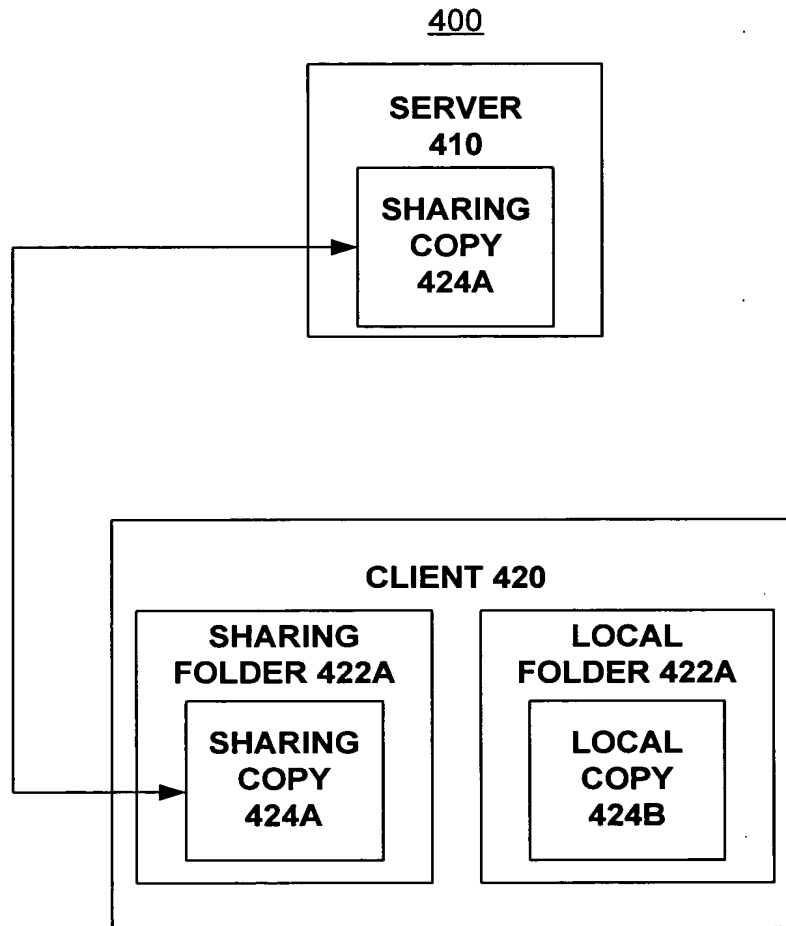 400
SERVER
410
SHARING
COPY
424A
CLIENT 420
SHARING
FOLDER 422A
SHARING
COPY
424A
LOCAL
FOLDER 422A
LOCAL
COPY
424B